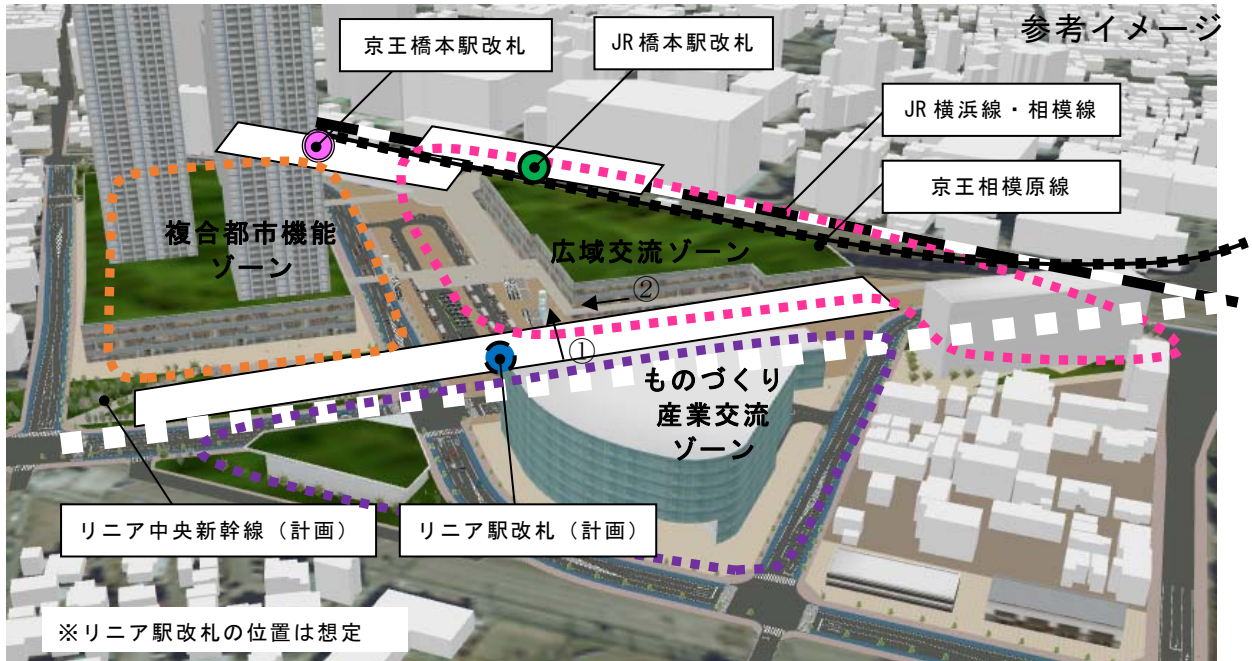 参考イメージ
京王橋本駅改札
JR橋本駅改札
JR横浜線・相模線
京王相模原線
複合都市機能
ゾーン
広域交流ゾーン
②
①
ものづくり
産業交流
ゾーン
リニア中央新幹線（計画）
リニア駅改札（計画）
※リニア駅改札の位置は想定